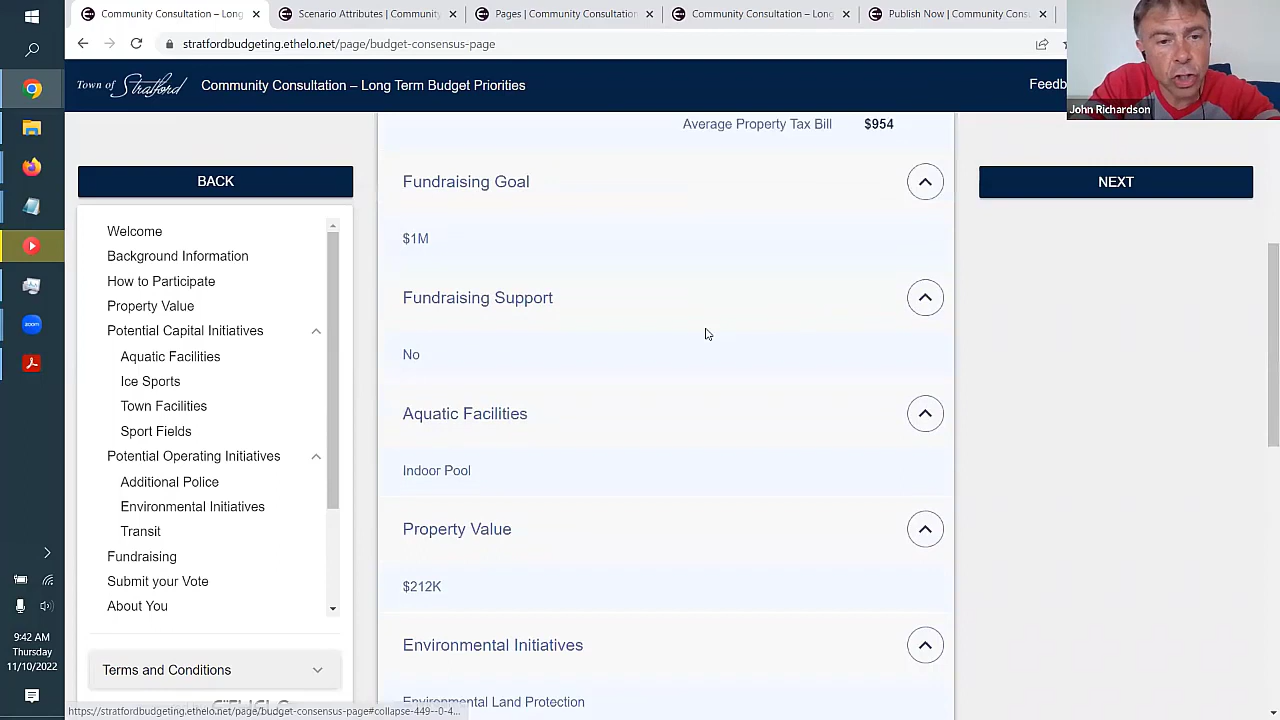 Community Consultation – Long
Scenario Attributes | Community
Pages | Community Consultation
Community Consultation – Long
Publish Now | Community Cons
stratfordbudgeting.ethelo.net/page/budget-consensus-page
Town of Stratford
Community Consultation – Long Term Budget Priorities
Feedb
John Richardson
Average Property Tax Bill $954
BACK
Fundraising Goal
NEXT
$1M
Fundraising Support
No
Aquatic Facilities
Indoor Pool
Property Value
$212K
Environmental Initiatives
Environmental Land Protection
Welcome
Background Information
How to Participate
Property Value
Potential Capital Initiatives
Aquatic Facilities
Ice Sports
Town Facilities
Sport Fields
Potential Operating Initiatives
Additional Police
Environmental Initiatives
Transit
Fundraising
Submit your Vote
About You
Terms and Conditions
zoom
9:42 AM
Thursday
11/10/2022
https://stratfordbudgeting.ethelo.net/page/budget-consensus-page#collapse-449--0-4...